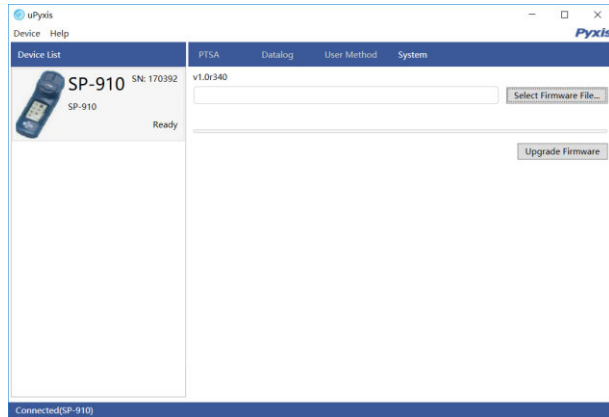 uPyxis
Device Help
Pyxis
Device List
PTSA Datalog User Method System
SP-910 SN: 170392
SP-910
Ready
v1.0r340
Select Firmware File...
Upgrade Firmware
Connected(SP-910)